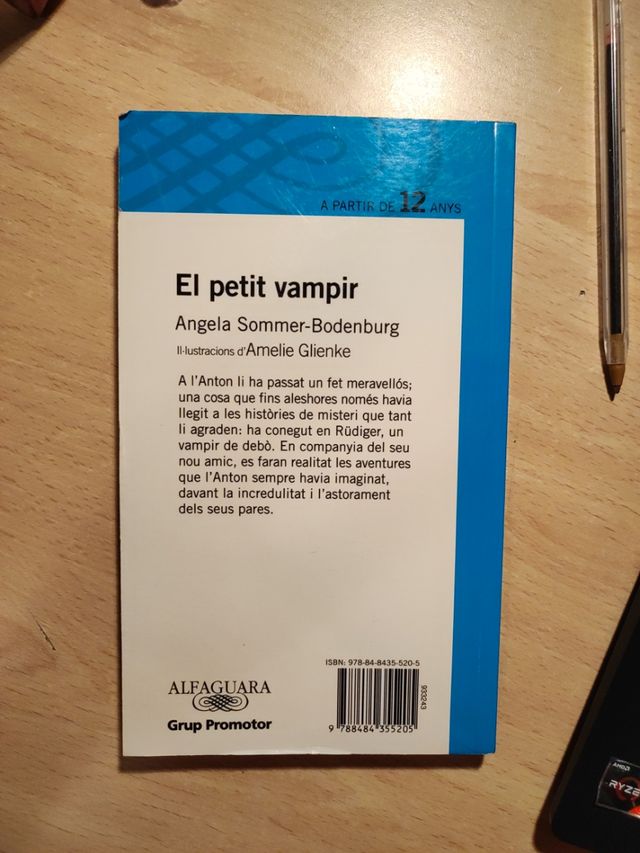 A PARTIR DE 12 ANYS
El petit vampir
Angela Sommer-Bodenburg
Il·lustracions d'Amelie Glienke
A l'Anton li ha passat un fet meravellós;
una cosa que fins aleshores només havia
llegit a les històries de misteri que tant
li agraden: ha conegut en Rüdiger, un
vampir de debò. En companyia del seu
nou amic, es faran realitat les aventures
que l'Anton sempre havia imaginat,
davant la incredulitat i l'astorament
dels seus pares.
ISBN: 978-84-8435-520-5
933243
9 788484 355205
ALFAGUARA
Grup Promotor
AMD
RYZE